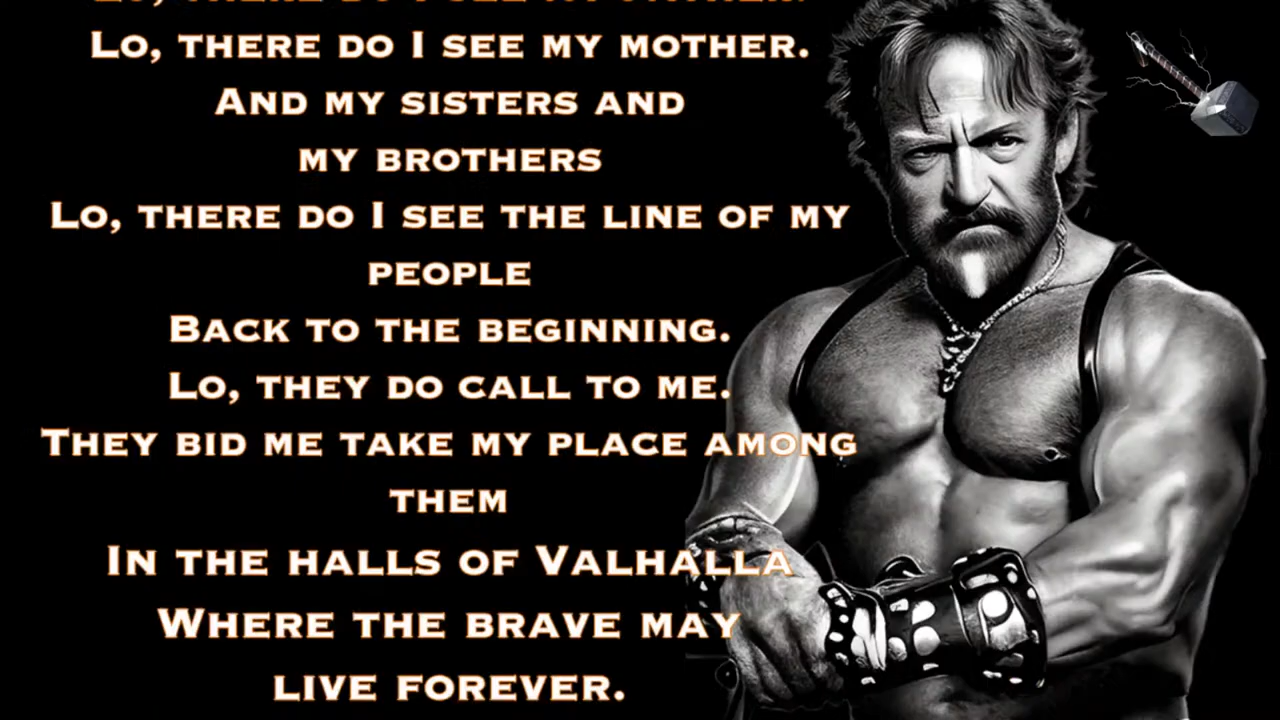 Lo, there do I see my mother.
And my sisters and
my brothers
Lo, there do I see the line of my
people
Back to the beginning.
Lo, they do call to me.
They bid me take my place among
them
In the halls of Valhalla
Where the brave may
live forever.